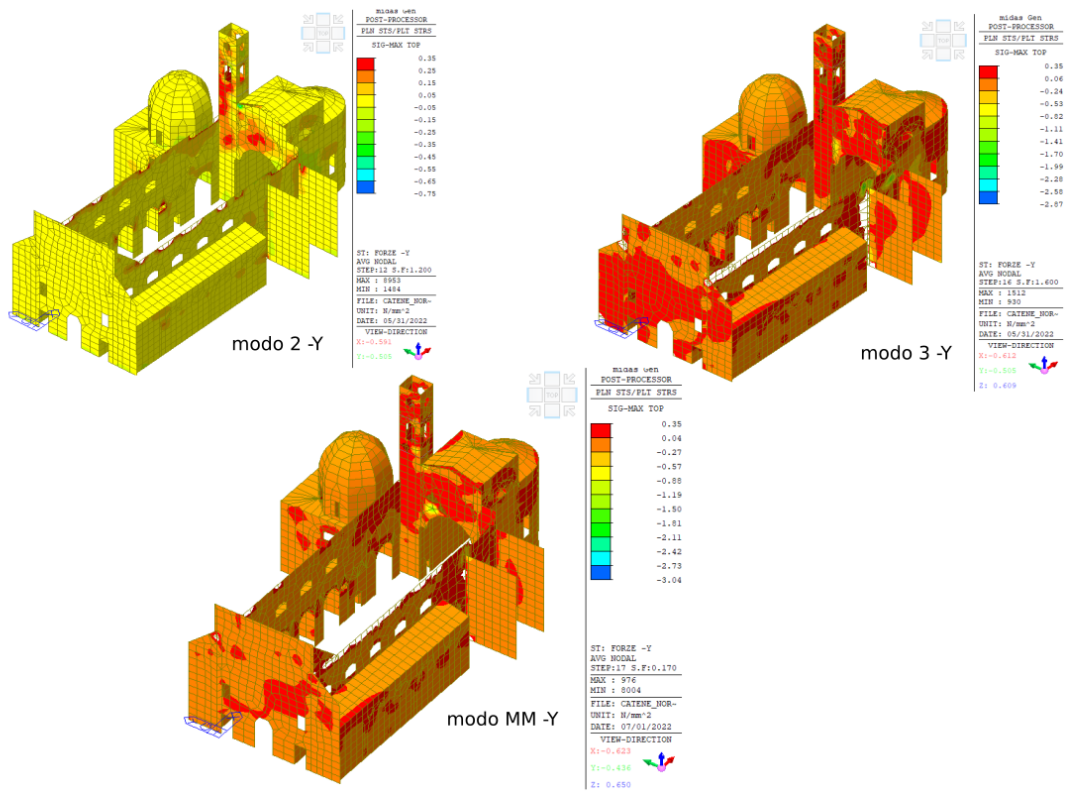 midas Gen
POST-PROCESSOR
PLN STS/PLT STRS
SIG-MAX TOP
0.35
0.25
0.15
0.05
-0.05
-0.15
-0.25
-0.35
-0.45
-0.55
-0.65
-0.75
ST: FORZE -Y
AVG NODAL
STEP:12 S.F:1.200
MAX : 8953
MIN : 1484
FILE: CATENE_NOR~
UNIT: N/mm^2
DATE: 05/31/2022
VIEW-DIRECTION
X:-0.591
TOP
modo 2 -Y
midas Gen
POST-PROCESSOR
PLN STS/PLT STRS
SIG-MAX TOP
0.35
0.06
-0.24
-0.53
-0.82
-1.11
-1.41
-1.70
-1.99
-2.28
-2.58
-2.87
ST: FORZE -Y
AVG NODAL
STEP:16 S.F:1.600
MAX : 1512
MIN : 930
FILE: CATENE_NOR~
UNIT: N/mm^2
DATE: 05/31/2022
VIEW-DIRECTION
X:-0.612
Z: 0.609
TOP
modo 3 -Y
midas Gen
POST-PROCESSOR
PLN STS/PLT STRS
SIG-MAX TOP
0.35
0.04
-0.27
-0.57
-0.88
-1.19
-1.50
-1.81
-2.11
-2.42
-2.73
-3.04
ST: FORZE -Y
AVG NODAL
STEP:17 S.F:0.170
MAX : 976
MIN : 8004
FILE: CATENE_NOR~
UNIT: N/mm^2
DATE: 07/01/2022
VIEW-DIRECTION
X:-0.623
Y:-0.436
Z: 0.650
TOP
modo MM -Y